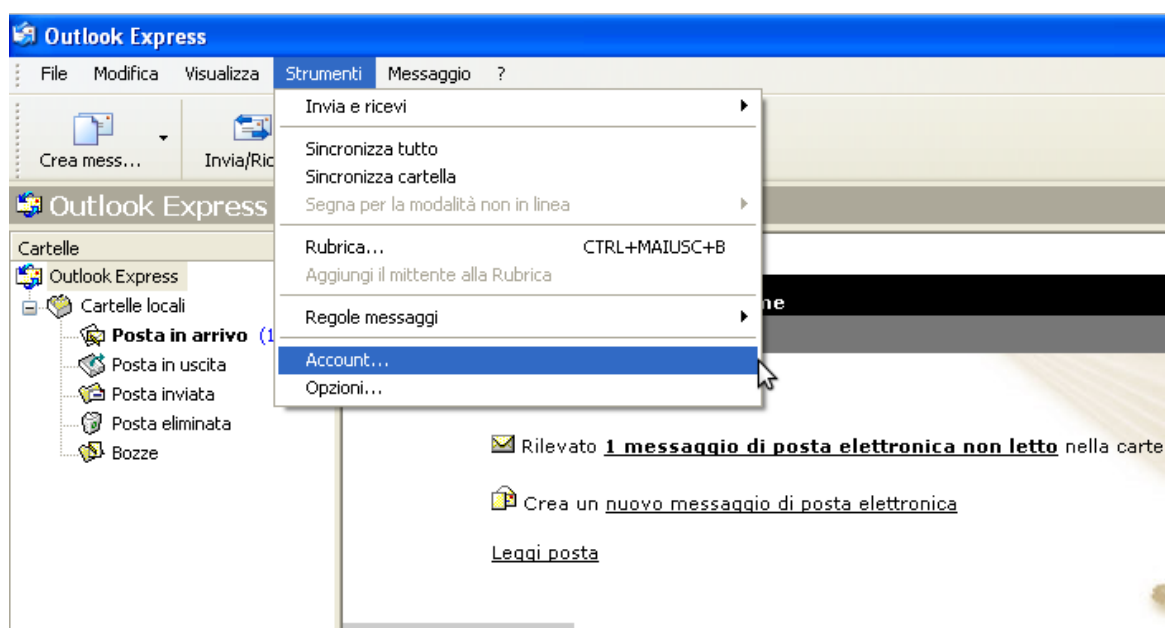 Outlook Express
File Modifica Visualizza Strumenti Messaggio ?
Crea mess... Invia/Ric
Invia e ricevi
Sincronizza tutto
Sincronizza cartella
Segna per la modalità non in linea
Rubrica... CTRL+MAIUSC+B
Aggiungi il mittente alla Rubrica
Regole messaggi
Account...
Opzioni...
Outlook Express
Cartelle
Outlook Express
Cartelle locali
Posta in arrivo (1
Posta in uscita
Posta inviata
Posta eliminata
Bozze
Rilevato 1 messaggio di posta elettronica non letto nella carte
Crea un nuovo messaggio di posta elettronica
Leggi posta